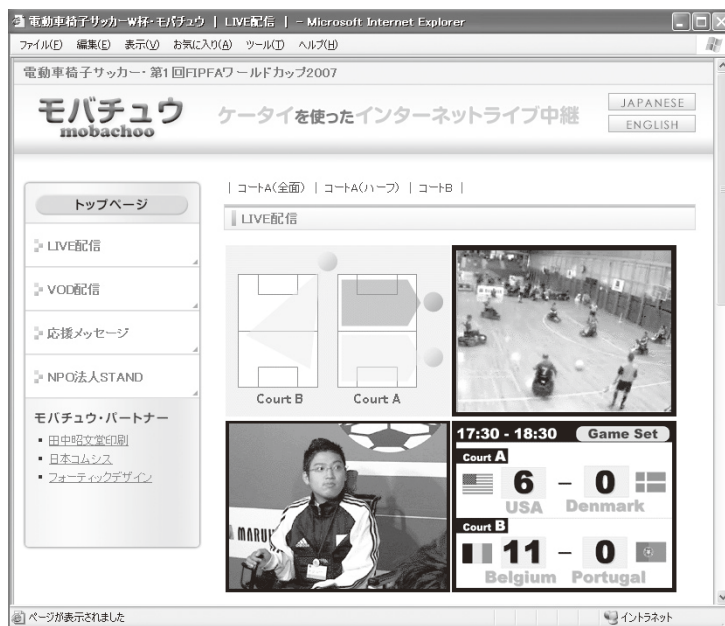 電動車椅子サッカーW杯・モバチュウ | LIVE配信 | - Microsoft Internet Explorer
ファイル(F) 編集(E) 表示(V) お気に入り(A) ツール(T) ヘルプ(H)
電動車椅子サッカー・第1回FIPFAワールドカップ2007
モバチュウ
mobachoo
ケータイを使ったインターネットライブ中継
JAPANESE
ENGLISH
トップページ
LIVE配信
VOD配信
応援メッセージ
NPO法人STAND
モバチュウ・パートナー
田中昭文堂印刷
日本コムシス
フォーティックデザイン
| コートA(全面) | コートA(ハーフ) | コートB |
LIVE配信
Court B
Court A
17:30 - 18:30 Game Set
Court A
6 - 0
USA Denmark
Court B
11 - 0
Belgium Portugal
ページが表示されました
イントラネット